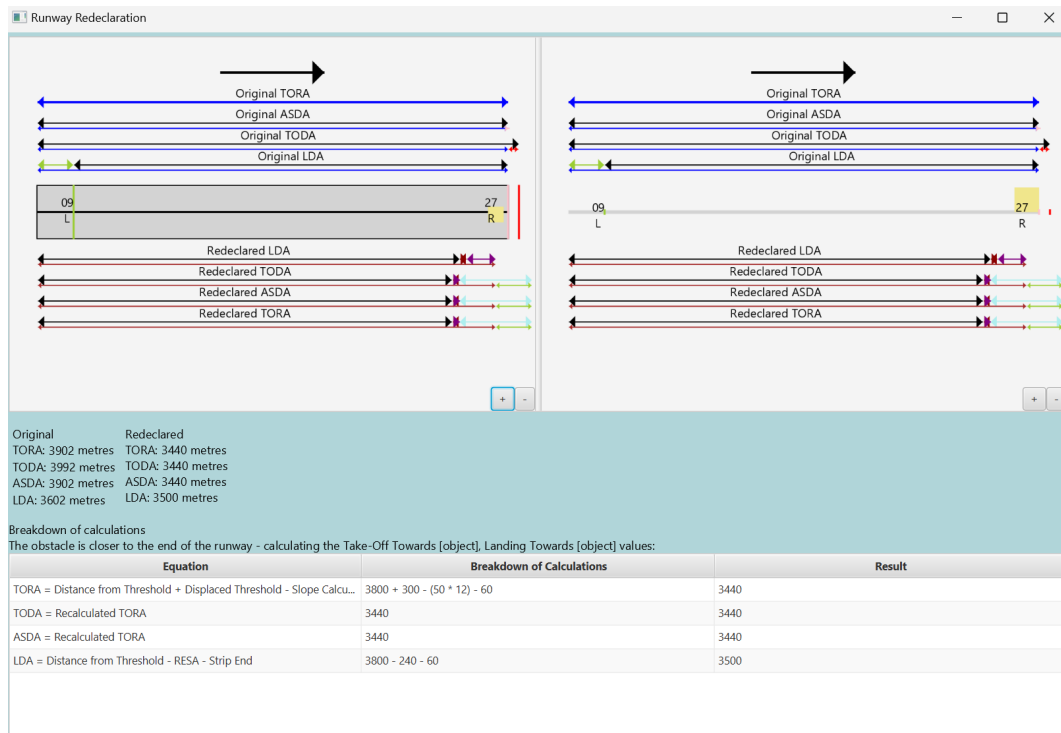 Runway Redeclaration
Original TORA
Original ASDA
Original TODA
Original LDA
09
L
27
R
Redeclared LDA
Redeclared TODA
Redeclared ASDA
Redeclared TORA
+ -
Original TORA
Original ASDA
Original TODA
Original LDA
09
L
27
R
Redeclared LDA
Redeclared TODA
Redeclared ASDA
Redeclared TORA
+ -
Original Redeclared
TORA: 3902 metres TORA: 3440 metres
TODA: 3992 metres TODA: 3440 metres
ASDA: 3902 metres ASDA: 3440 metres
LDA: 3602 metres LDA: 3500 metres
Breakdown of calculations
The obstacle is closer to the end of the runway - calculating the Take-Off Towards [object], Landing Towards [object] values:
Equation Breakdown of Calculations Result
TORA = Distance from Threshold + Displaced Threshold - Slope Calcu... 3800 + 300 - (50 * 12) - 60 3440
TODA = Recalculated TORA 3440 3440
ASDA = Recalculated TORA 3440 3440
LDA = Distance from Threshold - RESA - Strip End 3800 - 240 - 60 3500